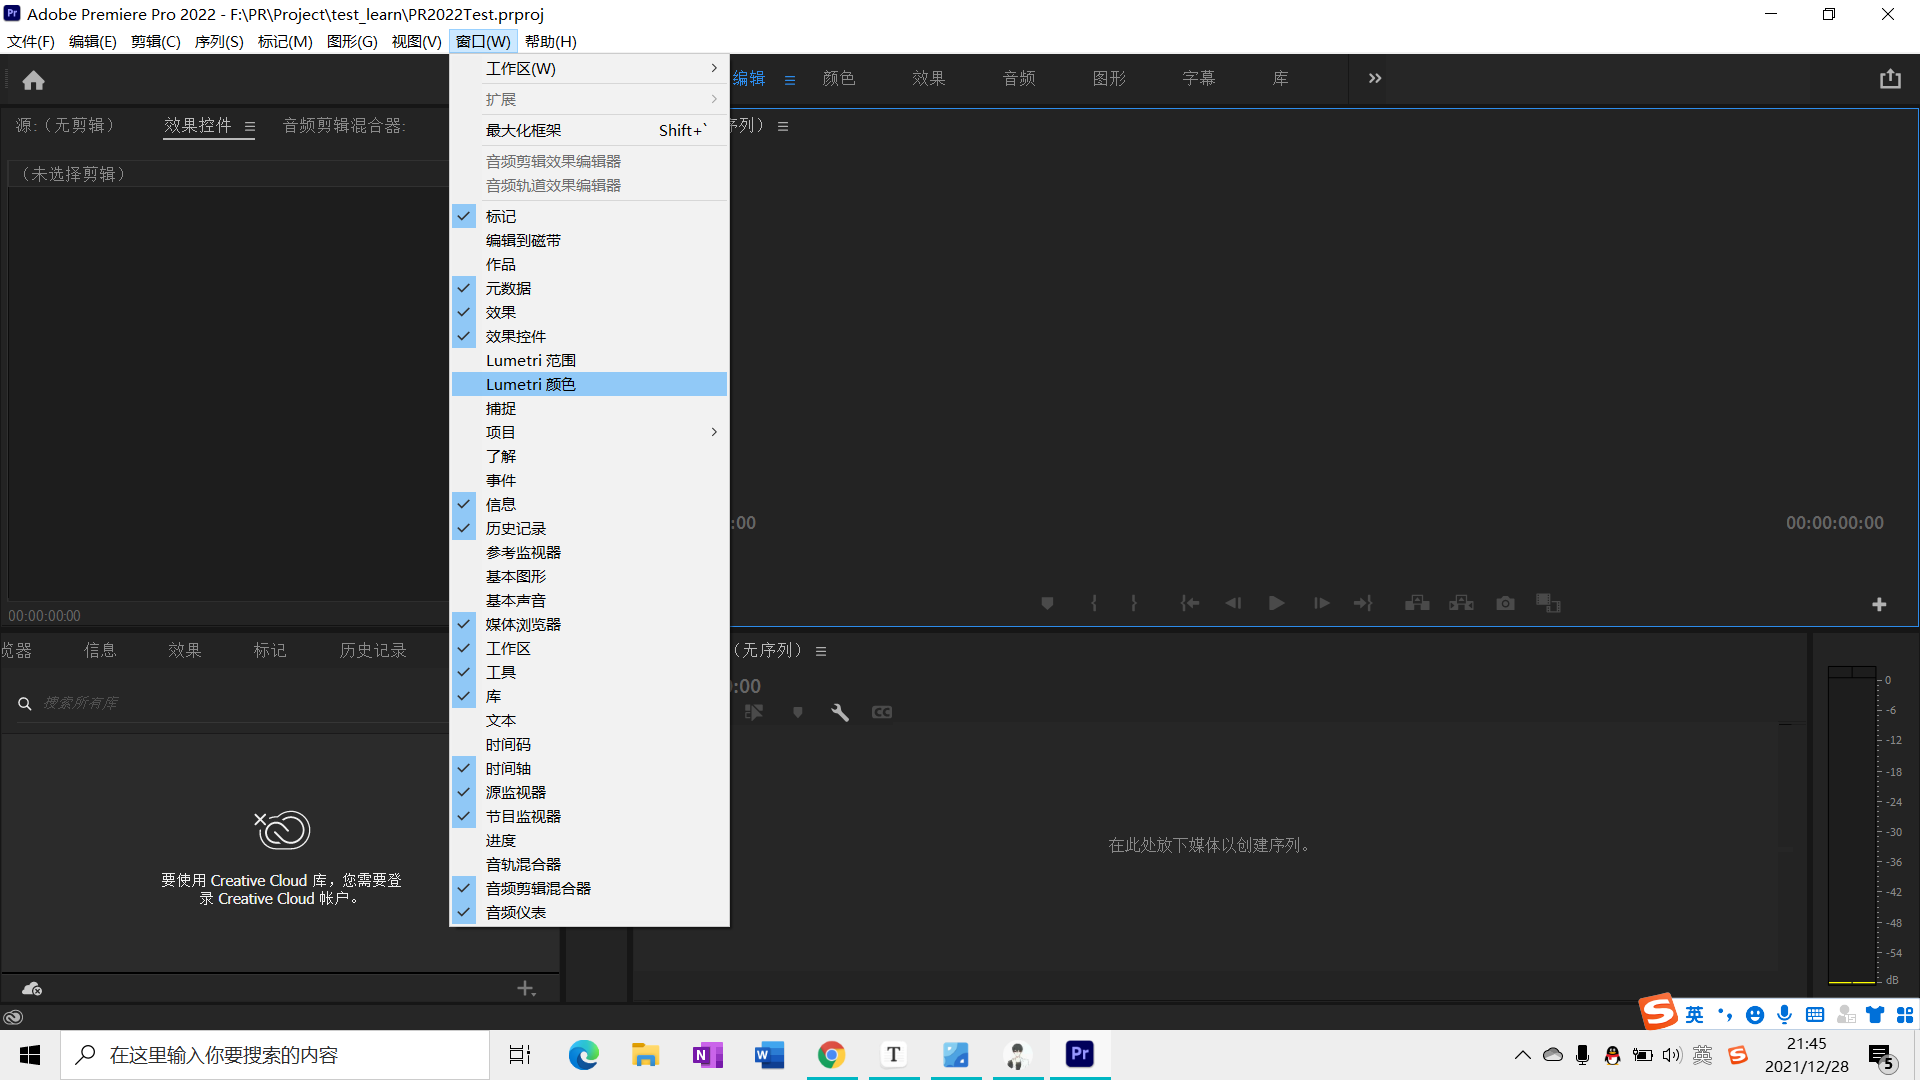 Adobe Premiere Pro 2022 - F:\PR\Project\test_learn\PR2022Test.prproj
文件(F) 编辑(E) 剪辑(C) 序列(S) 标记(M) 图形(G) 视图(V) 窗口(W) 帮助(H)
编辑 颜色 效果 音频 图形 字幕 库
源:（无剪辑） 效果控件 音频剪辑混合器: 序列）
（未选择剪辑）
工作区(W)
扩展
最大化框架 Shift+`
音频剪辑效果编辑器
音频轨道效果编辑器
标记
编辑到磁带
作品
元数据
效果
效果控件
Lumetri 范围
Lumetri 颜色
捕捉
项目
了解
事件
信息
历史记录
参考监视器
基本图形
基本声音
媒体浏览器
工作区
工具
库
文本
时间码
时间轴
源监视器
节目监视器
进度
音轨混合器
音频剪辑混合器
音频仪表
:00 00:00:00:00
00:00:00:00
览器 信息 效果 标记 历史记录
（无序列）
:00
搜索所有库
要使用 Creative Cloud 库，您需要登
录 Creative Cloud 帐户。
在此处放下媒体以创建序列。
0
-6
-12
-18
-24
-30
-36
-42
-48
-54
dB
英
在这里输入你要搜索的内容
英
21:45
2021/12/28
5